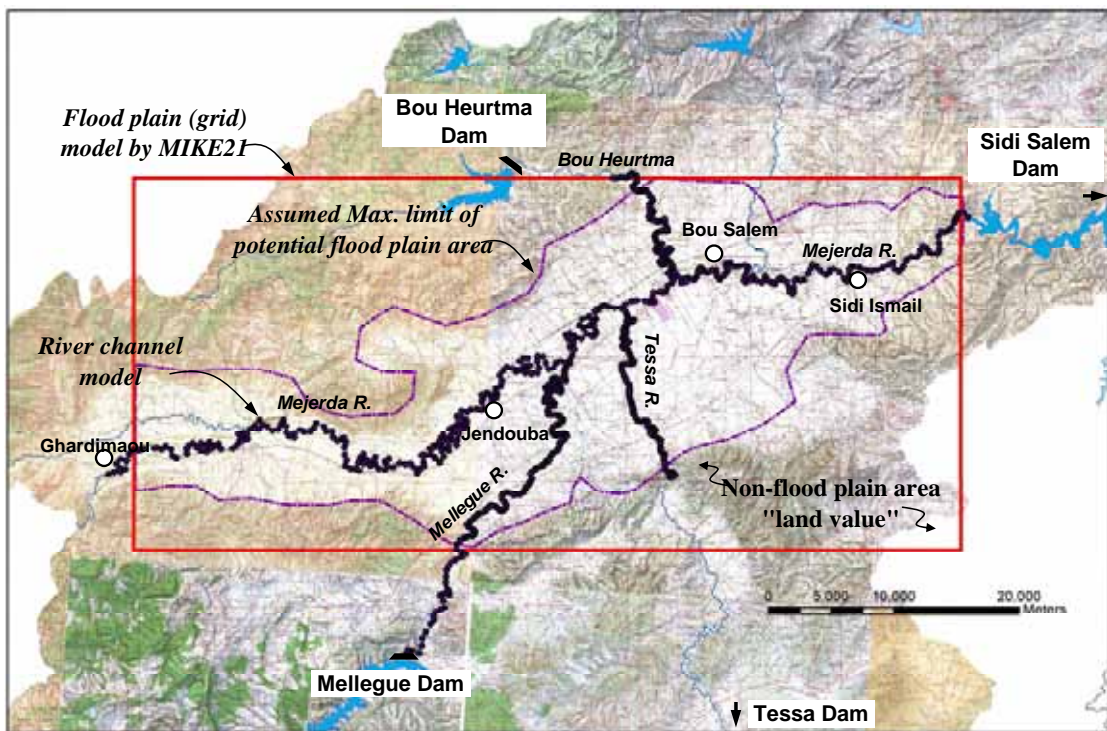 Bou Heurtma
Dam
Flood plain (grid)
model by MIKE21
Sidi Salem
Dam
Bou Heurtma
Assumed Max. limit of
potential flood plain area
Bou Salem
Mejerda R.
Sidi Ismail
River channel
model
Mejerda R.
Tessa R.
Ghardimaou
Jendouba
Mellegue R.
Non-flood plain area
"land value"
0 5.000 10.000 20.000
Meters
Mellegue Dam
Tessa Dam